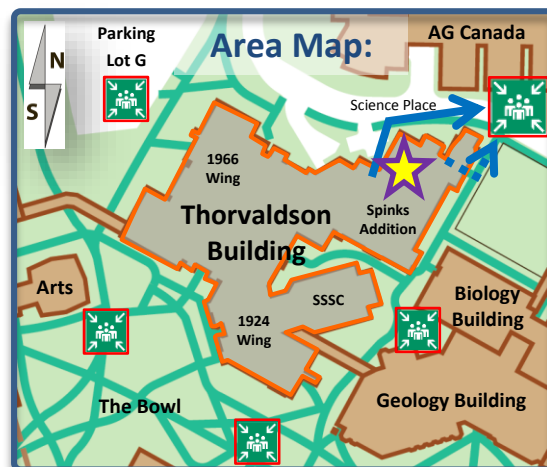 Area Map:
Parking
Lot G
AG Canada
N
S
Science Place
1966
Wing
Thorvaldson
Building
Spinks
Addition
Arts
SSSC
Biology
Building
1924
Wing
The Bowl
Geology Building